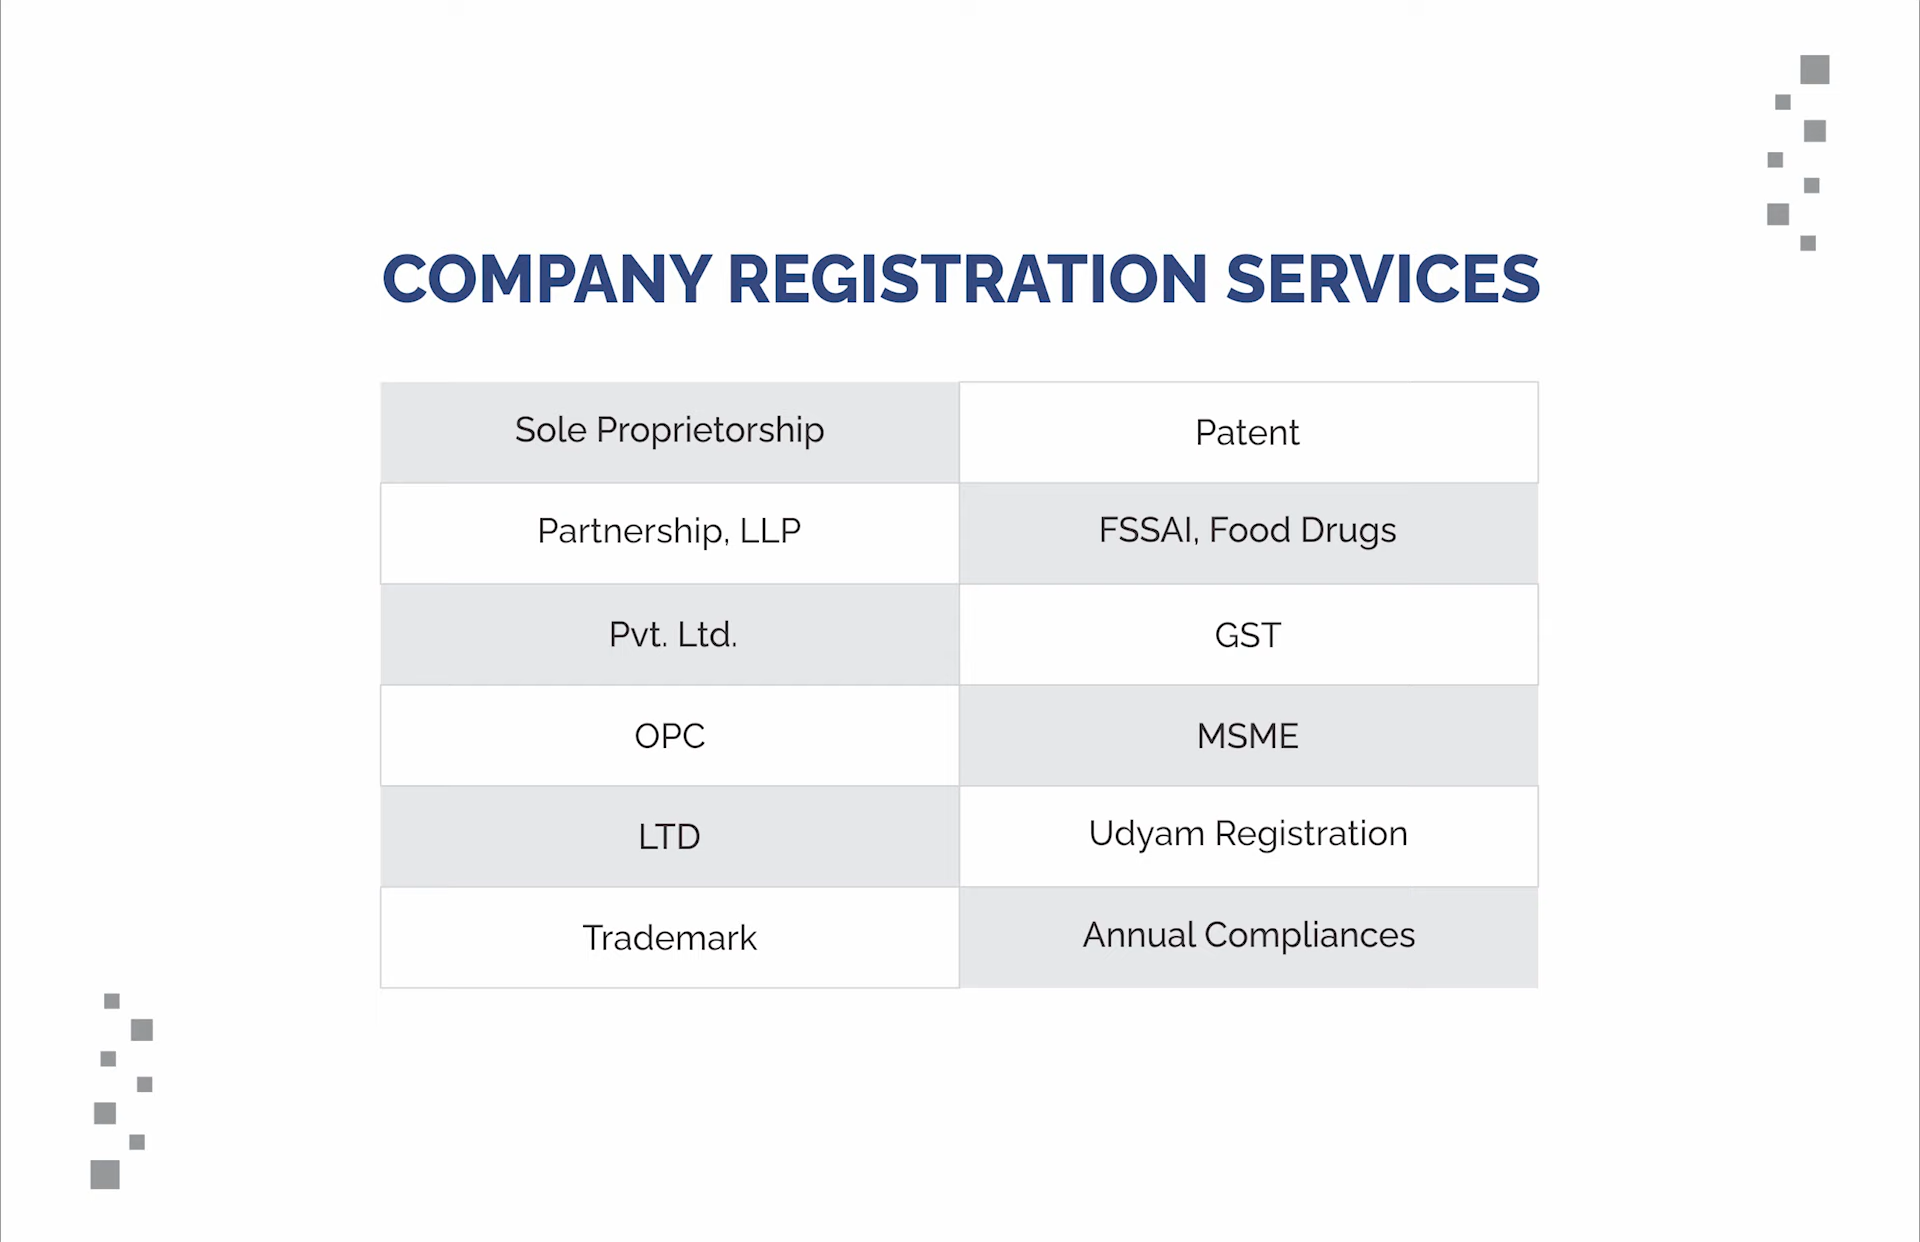 COMPANY REGISTRATION SERVICES
Sole Proprietorship
Patent
Partnership, LLP
FSSAI, Food Drugs
Pvt. Ltd.
GST
OPC
MSME
LTD
Udyam Registration
Trademark
Annual Compliances